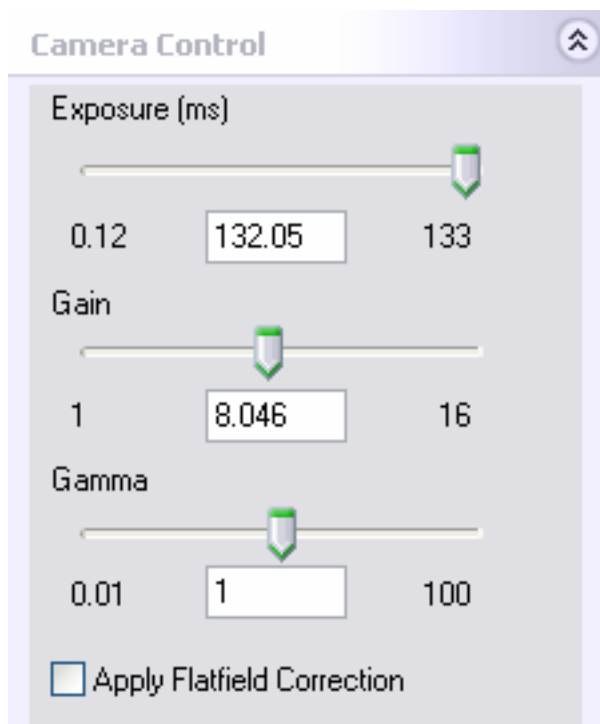 Camera Control
Exposure (ms)
0.12 132.05 133
Gain
1 8.046 16
Gamma
0.01 1 100
Apply Flatfield Correction